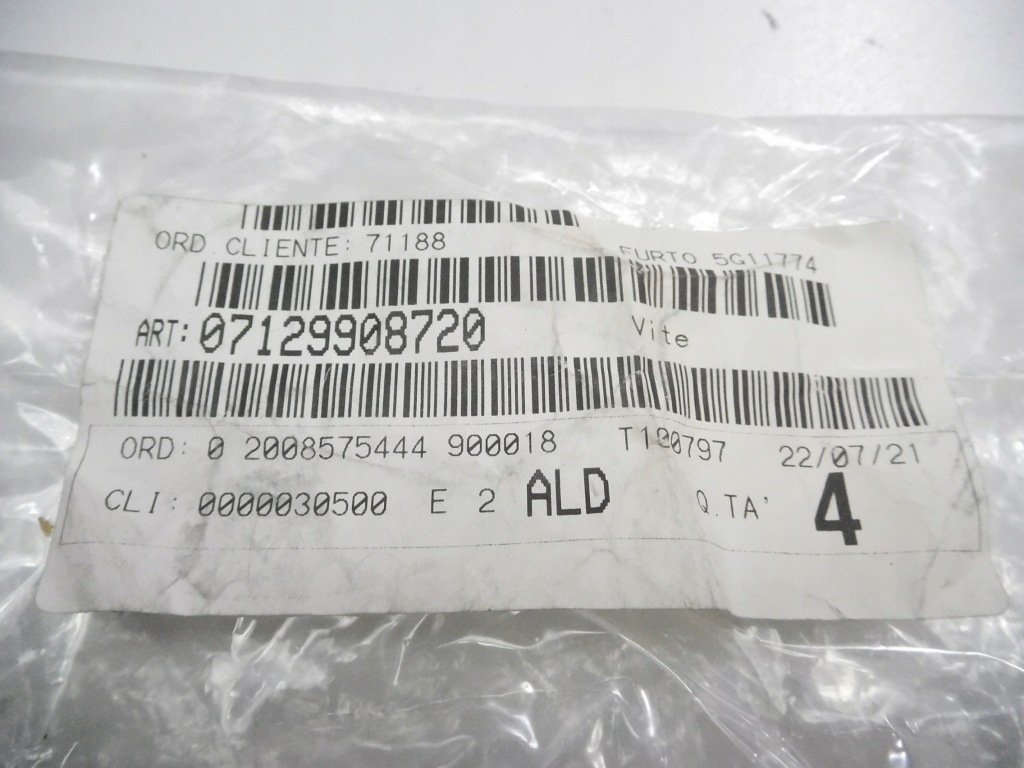 ORD.CLIENTE: 71188 FURTO 5G11774
ART: 07129908720 Vite
ORD: 0 2008575444 900018 22/07/21
CLI: 0000030500 E 2 ALD Q.TA' 4